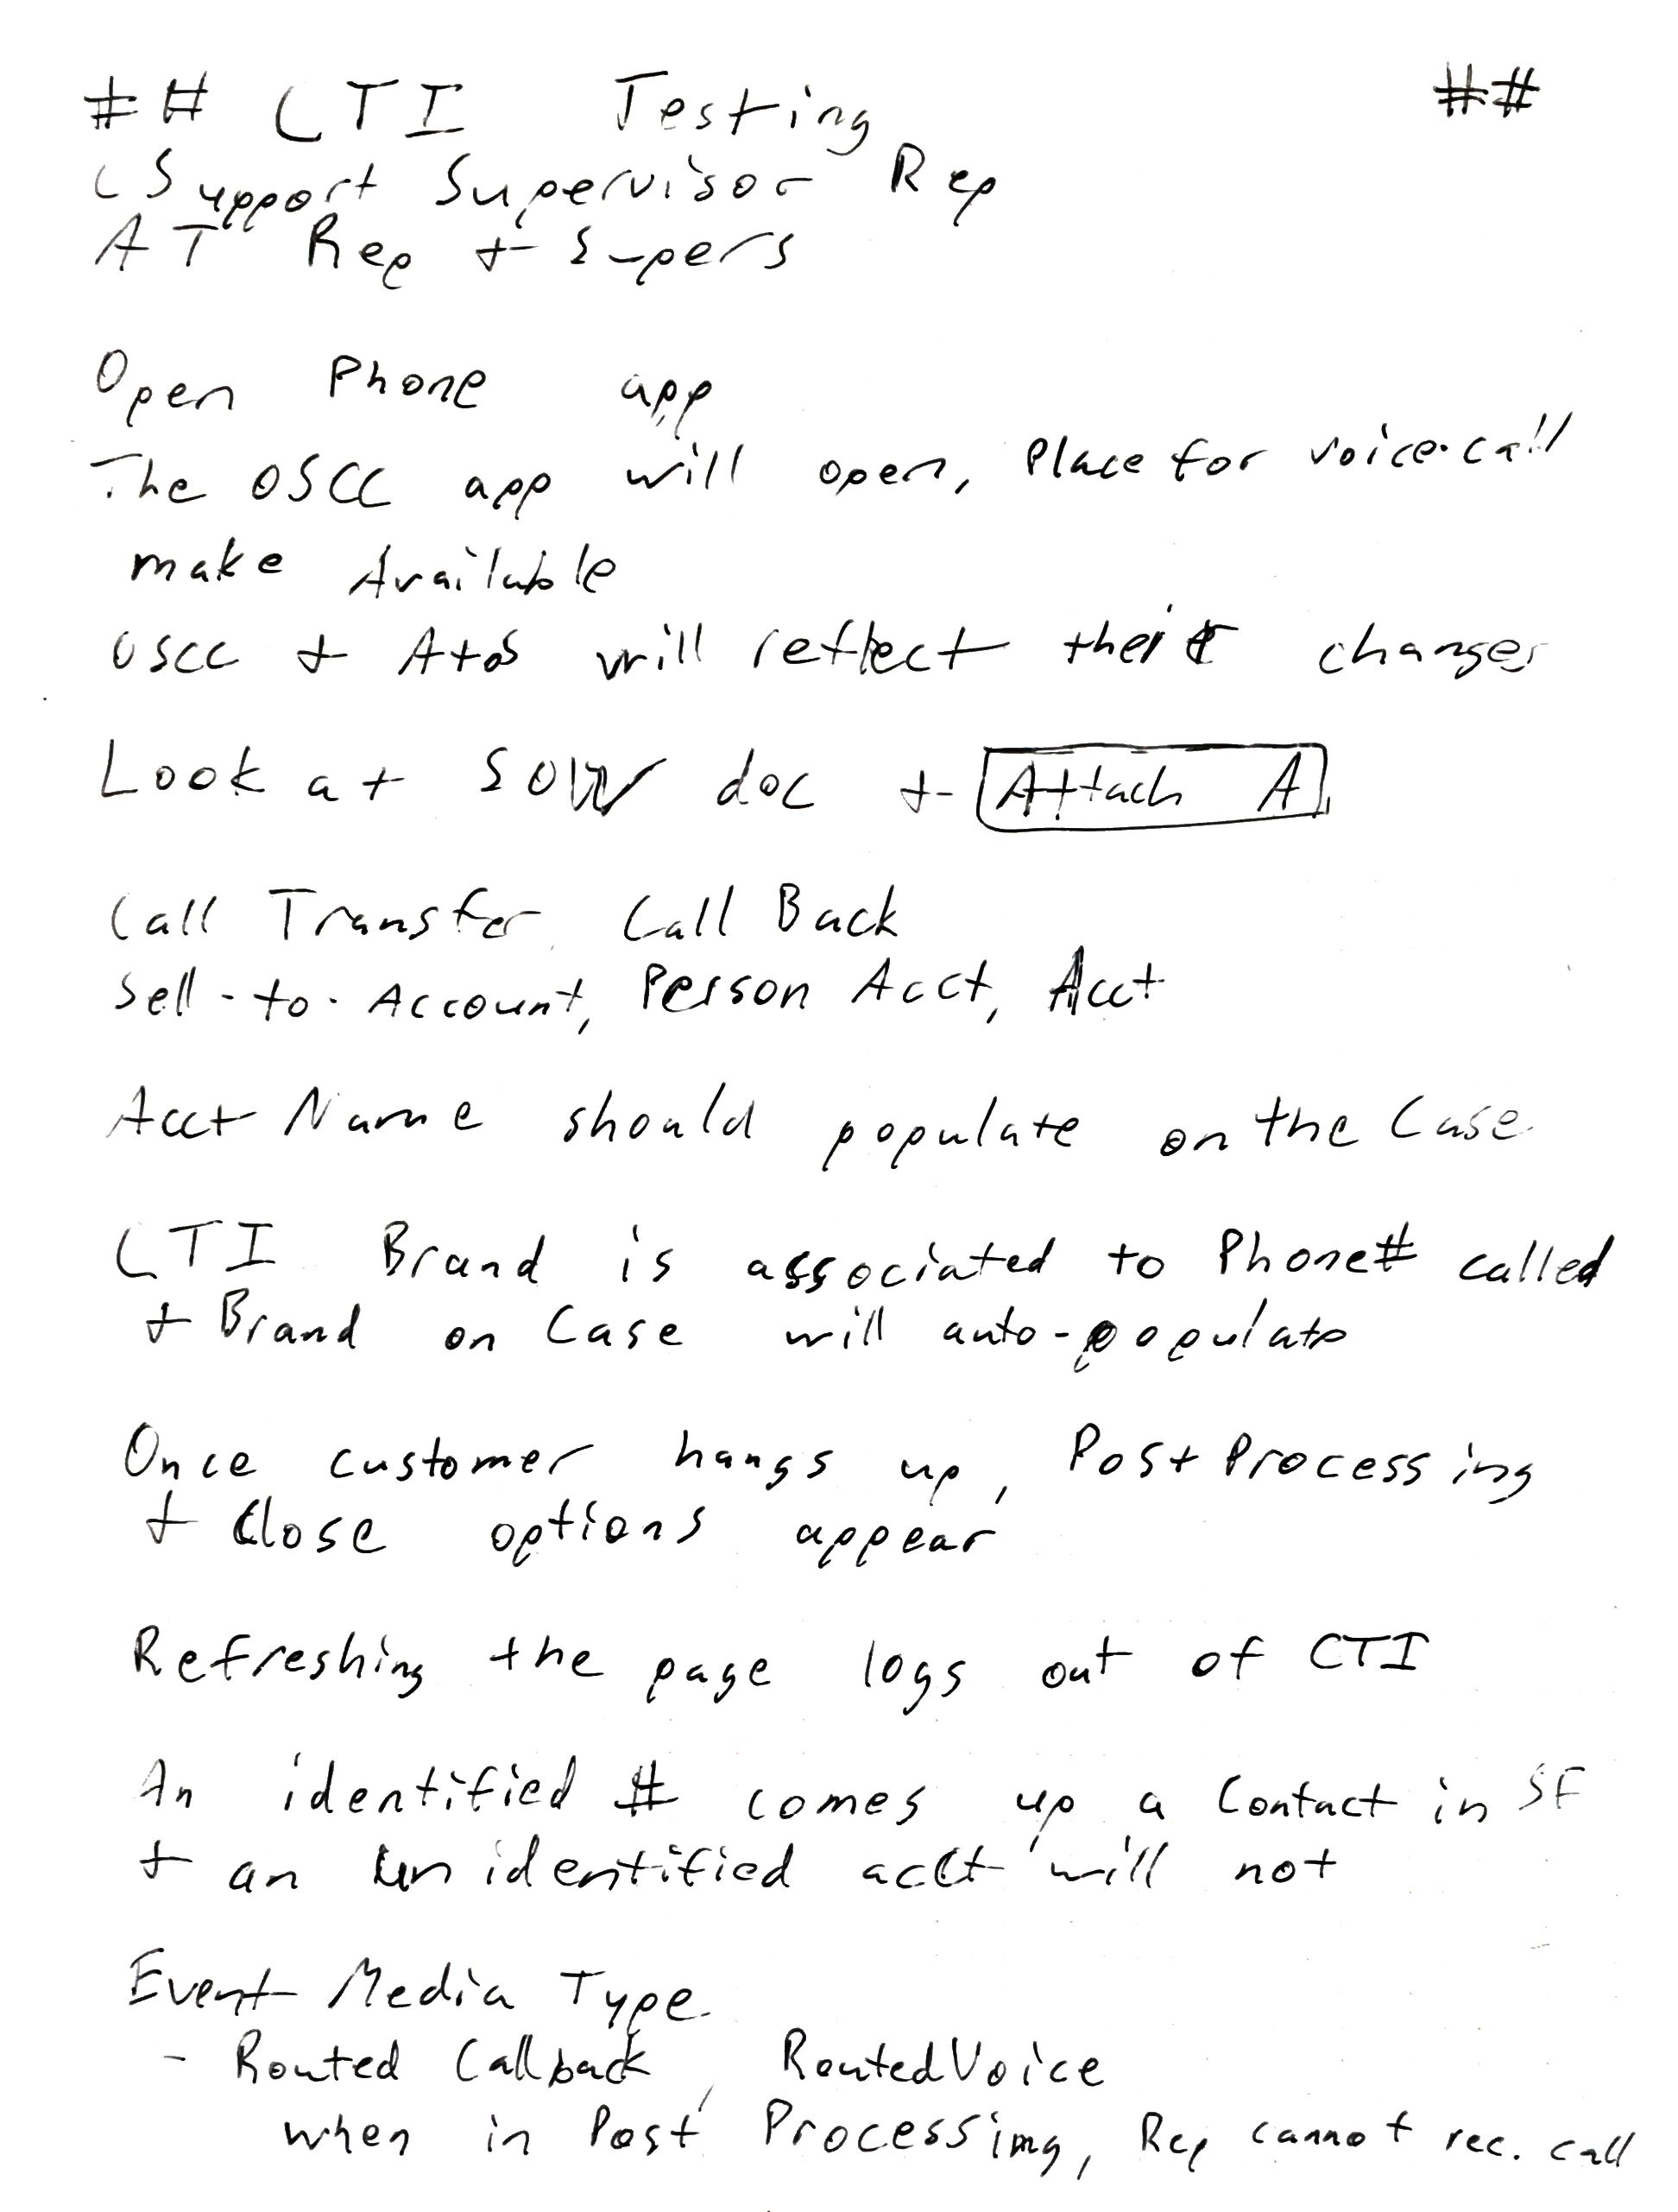 ## CTI Testing ##
CSupport Supervisor Rep
AT Rep + Supers
Open Phone app
The OSCC app will open, Place for voice-call
make Available
OSCC + Atos will reflect their changes
Look at SOW doc + Attach A
Call Transfer, Call Back
Sell-to-Account, Person Acct, Acct
Acct Name should populate on the Case
CTI Brand is associated to Phone# called
+ Brand on Case will auto-populate
Once customer hangs up, Post Processing
+ Close options appear
Refreshing the page logs out of CTI
An identified # comes up a Contact in SF
+ an unidentified acct will not
Event Media Type
- Routed Callback, RoutedVoice
when in Post Processing, Rep cannot rec. call